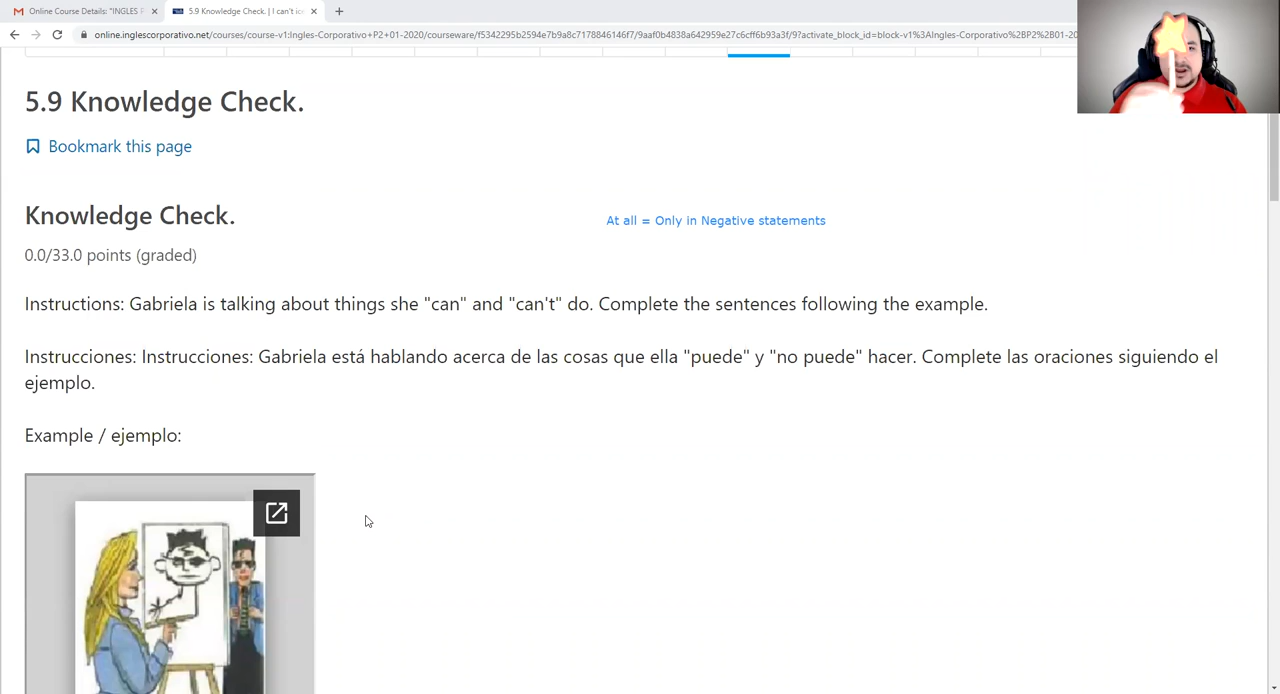 Online Course Details: "INGLES P
5.9 Knowledge Check. | I can't ice
online.inglescorporativo.net/courses/course-v1:Ingles-Corporativo+P2+01-2020/courseware/f5342295b2594e7b9a8c7178846146f7/9aaf0b4838a642959e27c6cff6b93a3f/9?activate_block_id=block-v1%3AIngles-Corporativo%2BP2%2B01-20
5.9 Knowledge Check.
Bookmark this page
Knowledge Check.
At all = Only in Negative statements
0.0/33.0 points (graded)
Instructions: Gabriela is talking about things she "can" and "can't" do. Complete the sentences following the example.
Instrucciones: Instrucciones: Gabriela está hablando acerca de las cosas que ella "puede" y "no puede" hacer. Complete las oraciones siguiendo el
ejemplo.
Example / ejemplo: